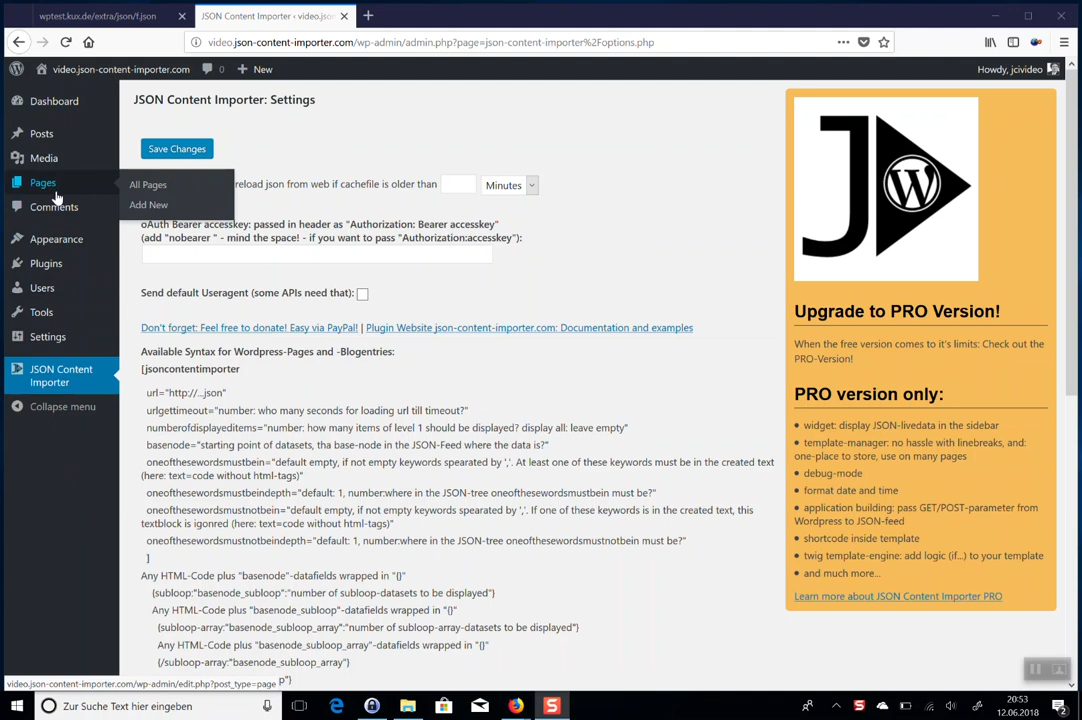 wptest.kux.de/extra/json/f.json
JSON Content Importer ‹ video.jso
video.json-content-importer.com/wp-admin/admin.php?page=json-content-importer%2Foptions.php
video.json-content-importer.com
0
New
Howdy, jcivideo
Dashboard
Posts
Media
Pages
Comments
Appearance
Plugins
Users
Tools
Settings
JSON Content
Importer
Collapse menu
All Pages
Add New
JSON Content Importer: Settings
Save Changes
reload json from web if cachefile is older than
Minutes
oAuth Bearer accesskey: passed in header as "Authorization: Bearer accesskey"
(add "nobearer " - mind the space! - if you want to pass "Authorization:accesskey"):
Send default Useragent (some APIs need that):
Don't forget: Feel free to donate! Easy via PayPal! | Plugin Website json-content-importer.com: Documentation and examples
Available Syntax for Wordpress-Pages and -Blogentries:
[jsoncontentimporter
url="http://...json"
urlgettimeout="number: who many seconds for loading url till timeout?"
numberofdisplayeditems="number: how many items of level 1 should be displayed? display all: leave empty"
basenode="starting point of datasets, tha base-node in the JSON-Feed where the data is?"
oneofthesewordsmustbein="default empty, if not empty keywords spearated by ','. At least one of these keywords must be in the created text
(here: text=code without html-tags)"
oneofthesewordsmustbeindepth="default: 1, number:where in the JSON-tree oneofthesewordsmustbein must be?"
oneofthesewordsmustnotbein="default empty, if not empty keywords spearated by ','. If one of these keywords is in the created text, this
textblock is igonred (here: text=code without html-tags)"
oneofthesewordsmustnotbeindepth="default: 1, number:where in the JSON-tree oneofthesewordsmustnotbein must be?"
]
Any HTML-Code plus "basenode"-datafields wrapped in "{}"
{subloop:"basenode_subloop":"number of subloop-datasets to be displayed"}
Any HTML-Code plus "basenode_subloop"-datafields wrapped in "{}"
{subloop-array:"basenode_subloop_array":"number of subloop-array-datasets to be displayed"}
Any HTML-Code plus "basenode_subloop_array"-datafields wrapped in "{}"
{/subloop-array:"basenode_subloop_array"}
p"}
Upgrade to PRO Version!
When the free version comes to it's limits: Check out the
PRO-Version!
PRO version only:
widget: display JSON-livedata in the sidebar
template-manager: no hassle with linebreaks, and:
one-place to store, use on many pages
debug-mode
format date and time
application building: pass GET/POST-parameter from
Wordpress to JSON-feed
shortcode inside template
twig template-engine: add logic (if...) to your template
and much more...
Learn more about JSON Content Importer PRO
video.json-content-importer.com/wp-admin/edit.php?post_type=page
Zur Suche Text hier eingeben
20:53
12.06.2018
2